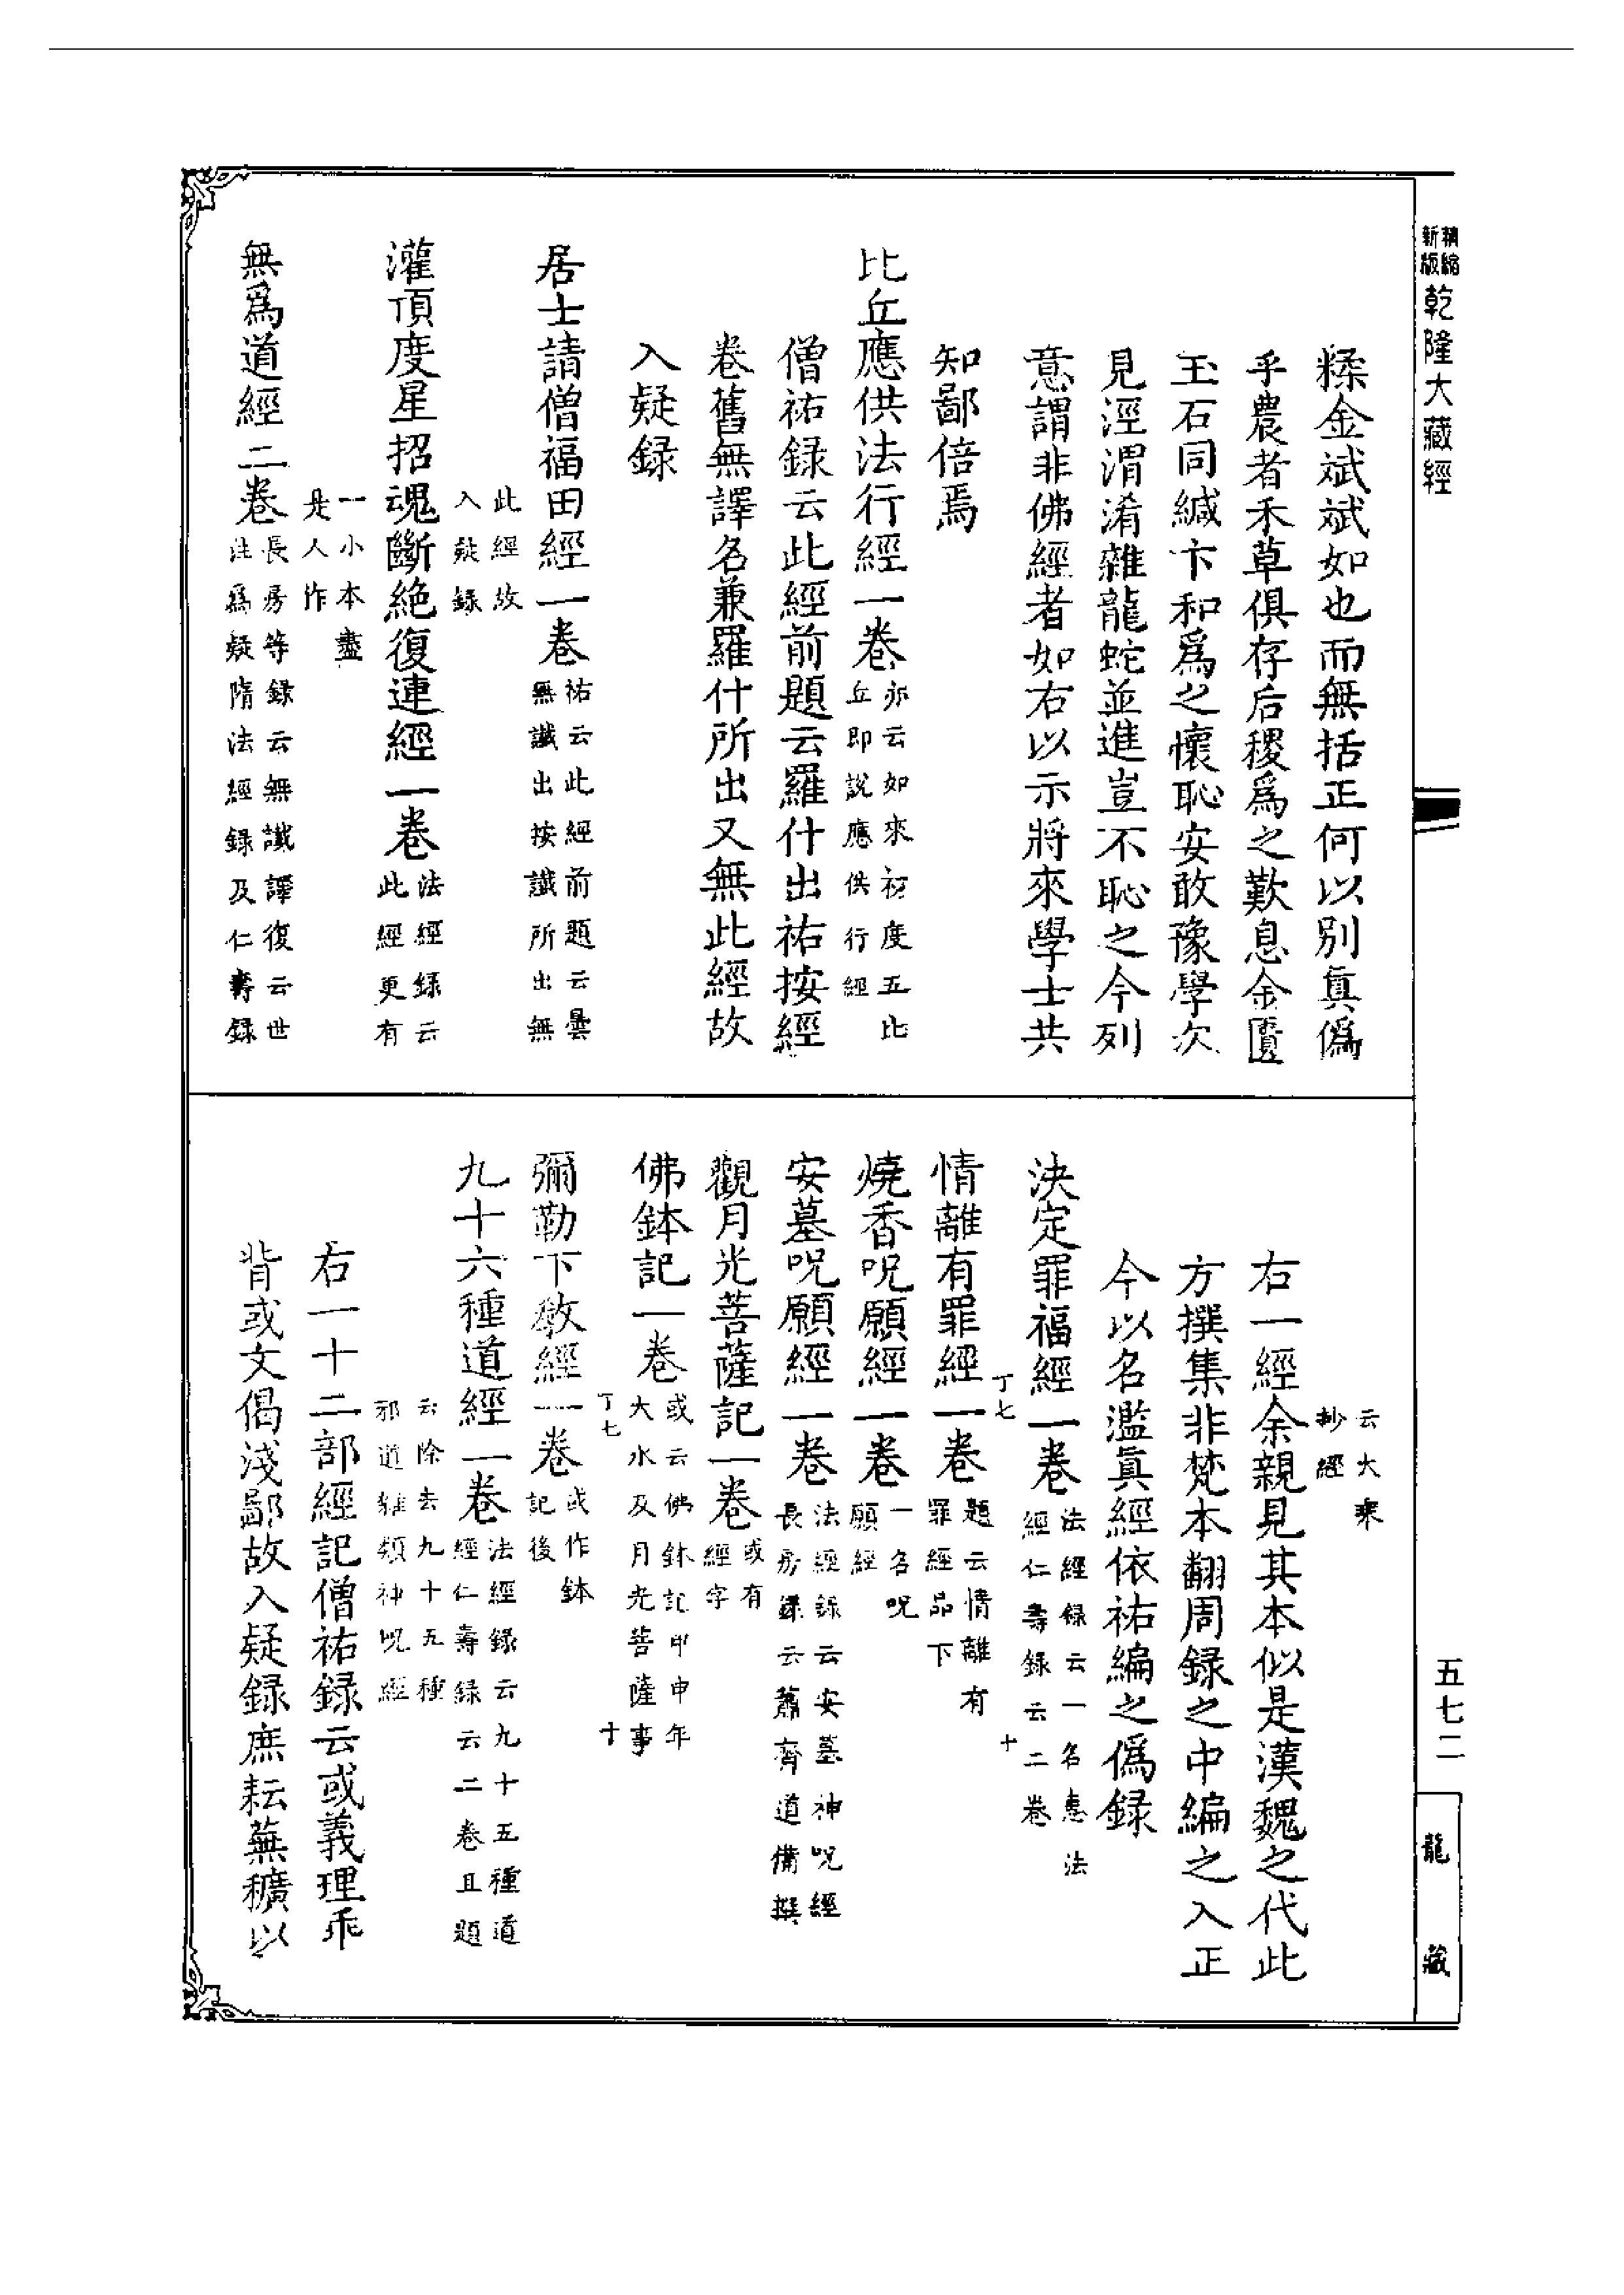 精縮新版乾隆大藏經
糅金斌斌如也而無括正何以別眞僞
乎農者禾草俱存后稷爲之歎息金匱
玉石同緘卞和爲之懷恥安敢豫學次
見涇渭淆雜龍蛇並進豈不恥之今列
意謂非佛經者如右以示將來學士共
知鄙倍焉
比丘應供法行經一卷亦云如來初度五比
丘即說應供行經
僧祐録云此經前題云羅什出祐按經
卷舊無譯名兼羅什所出又無此經故
入疑録
居士請僧福田經一卷祐云此經前題云曇
無讖出按讖所出無
此經故
入疑録
灌頂度星招魂斷絶復連經一卷法經録云
此經更有
一小本盡
是人作
無爲道經二卷長房等録云無讖譯復云世
注爲疑隋法經録及仁壽録
云大乘
抄經
右一經余親見其本似是漢魏之代此
方撰集非梵本翻周録之中編之入正
今以名濫眞經依祐編之僞録
決定罪福經一卷法經録云一名惠法
經仁壽録云二卷
丁七
十
情離有罪經一卷題云情離有
罪經品下
燒香呪願經一卷一名呪
願經
安墓呪願經一卷法經録云安墓神呪經
長房録云蕭齊道備撰
觀月光菩薩記一卷或有
經字
佛鉢記一卷或云佛鉢記甲申年
大水及月光菩薩事
丁七
十
彌勒下教經一卷或作鉢
記後
九十六種道經一卷法經録云九十五種道
經仁壽録云二卷且題
云除去九十五種
邪道雜類神呪經
右一十二部經記僧祐録云或義理乖
背或文偈淺鄙故入疑録庶耘蕪穬以
五七二
龍藏